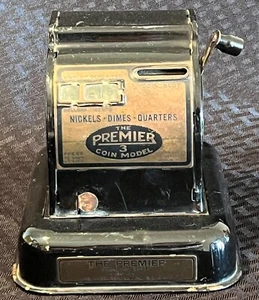 NICKELS - DIMES - QUARTERS
THE
PREMIER
3
COIN MODEL
THE PREMIER